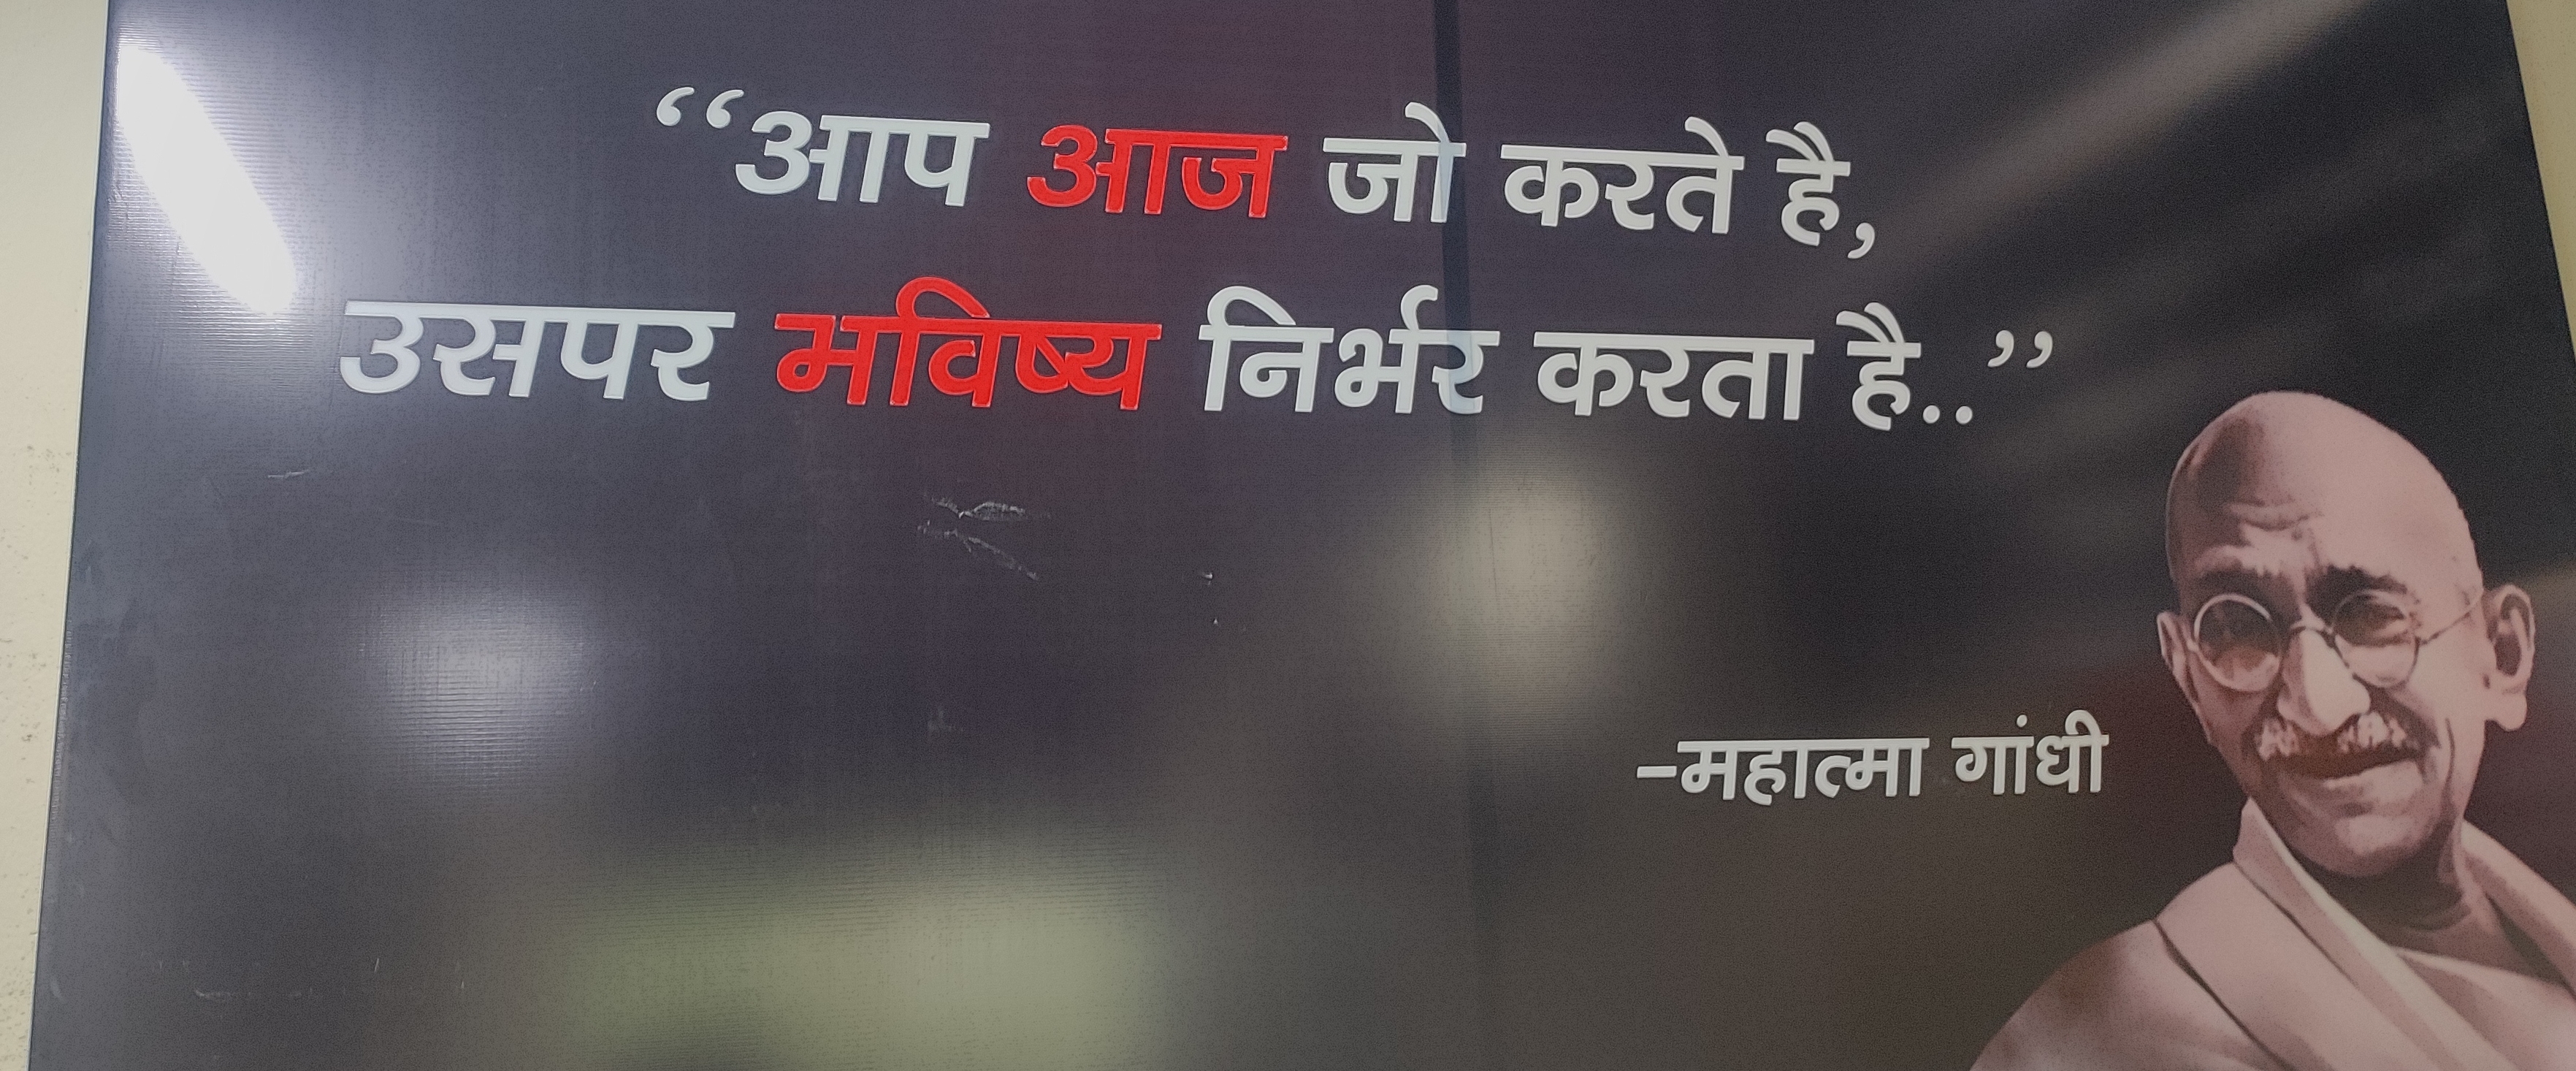 “आप आज जो करते है,
उसपर भविष्य निर्भर करता है..”
–महात्मा गांधी